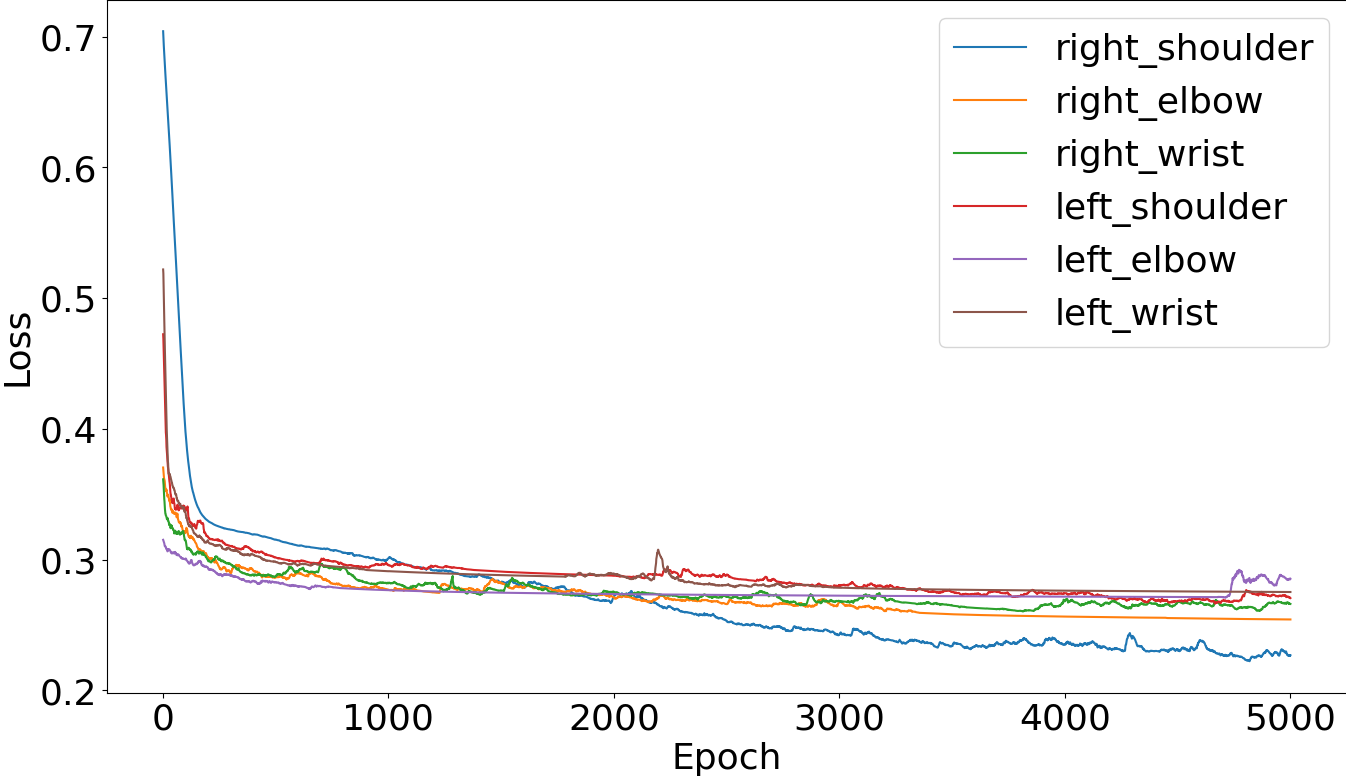 0.7
0.6
0.5
0.4
0.3
0.2
Loss
0 1000 2000 3000 4000 5000
Epoch
right_shoulder
right_elbow
right_wrist
left_shoulder
left_elbow
left_wrist